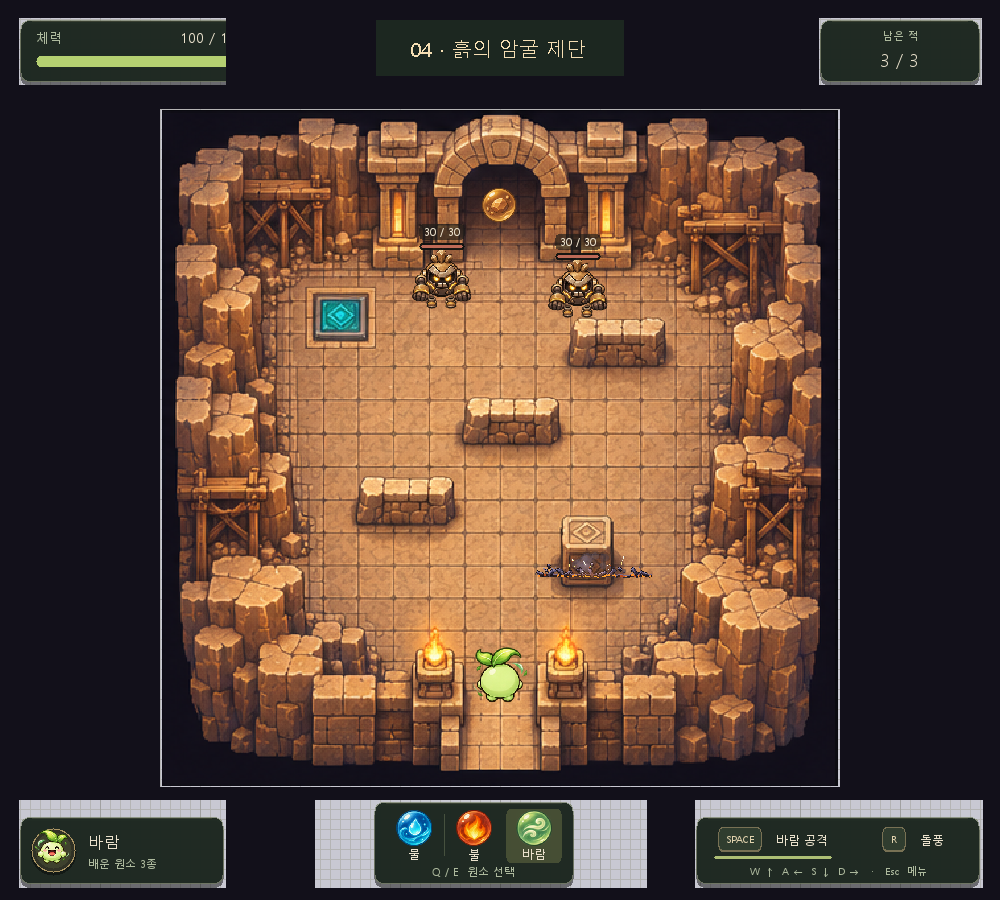 체력 100 / 1
04 · 흙의 암굴 제단
남은 적
3 / 3
30 / 30
30 / 30
바람
배운 원소 3종
물 불 바람
Q / E 원소 선택
SPACE 바람 공격 R 돌풍
W ↑ A ← S ↓ D → · Esc 메뉴